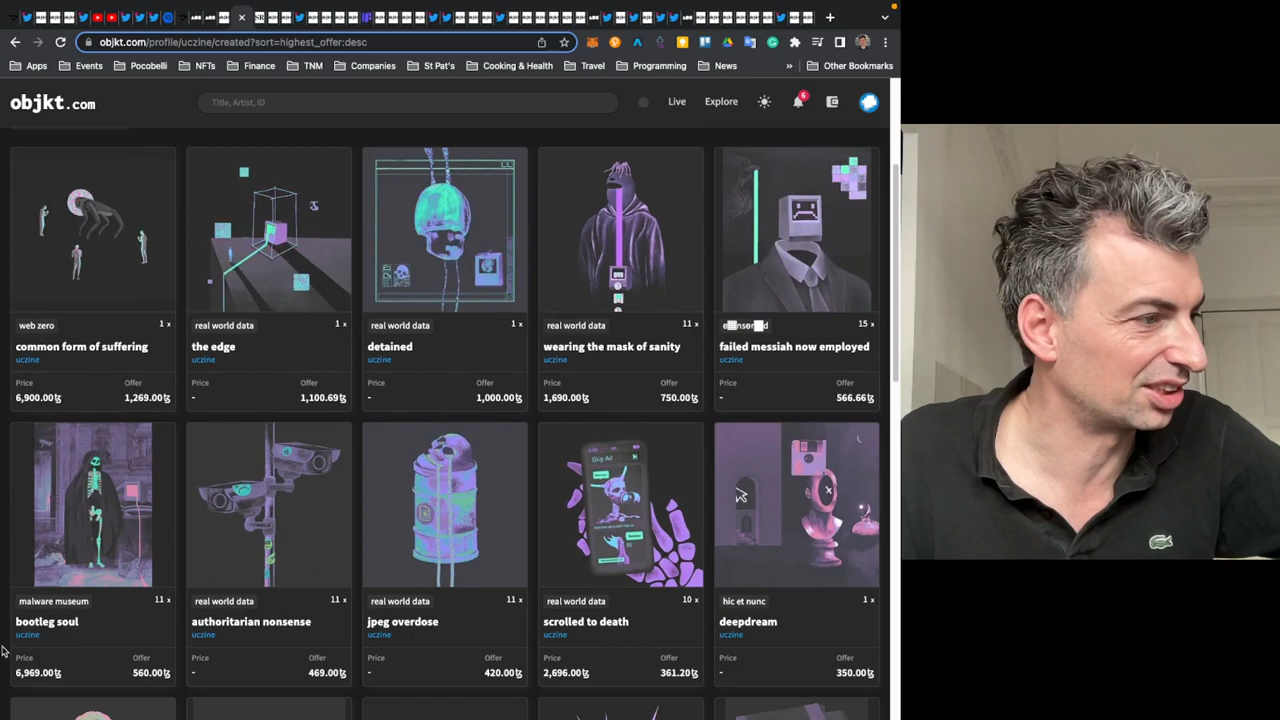 objkt.com/profile/uczine/created?sort=highest_offer:desc
Apps
Events
Pocobelli
NFTs
Finance
TNM
Companies
St Pat's
Cooking & Health
Travel
Programming
News
»
Other Bookmarks
objkt.com
Title, Artist, ID
Live
Explore
6
web zero 1 x
common form of suffering
uczine
Price Offer
6,900.00ꜩ 1,269.00ꜩ
real world data 1 x
the edge
uczine
Price Offer
- 1,100.69ꜩ
real world data 1 x
detained
uczine
Price Offer
- 1,000.00ꜩ
real world data 11 x
wearing the mask of sanity
uczine
Price Offer
1,690.00ꜩ 750.00ꜩ
15 x
failed messiah now employed
uczine
Price Offer
- 566.66ꜩ
malware museum 11 x
bootleg soul
uczine
Price Offer
6,969.00ꜩ 560.00ꜩ
real world data 11 x
authoritarian nonsense
uczine
Price Offer
- 469.00ꜩ
real world data 11 x
jpeg overdose
uczine
Price Offer
- 420.00ꜩ
Skip Ad
real world data 10 x
scrolled to death
uczine
Price Offer
2,696.00ꜩ 361.20ꜩ
hic et nunc 1 x
deepdream
uczine
Price Offer
- 350.00ꜩ